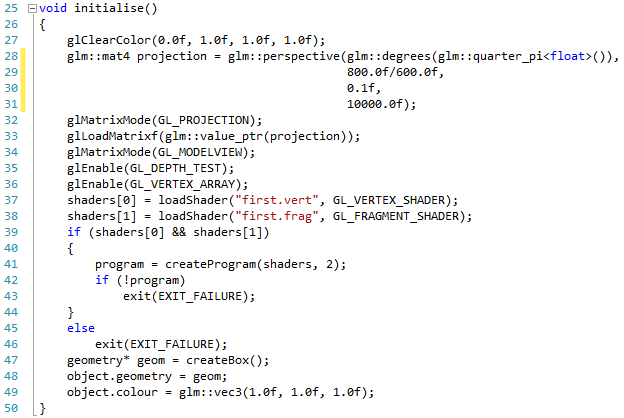 25 void initialise()
26 {
27     glClearColor(0.0f, 1.0f, 1.0f, 1.0f);
28     glm::mat4 projection = glm::perspective(glm::degrees(glm::quarter_pi<float>()),
29                                             800.0f/600.0f,
30                                             0.1f,
31                                             10000.0f);
32     glMatrixMode(GL_PROJECTION);
33     glLoadMatrixf(glm::value_ptr(projection));
34     glMatrixMode(GL_MODELVIEW);
35     glEnable(GL_DEPTH_TEST);
36     glEnable(GL_VERTEX_ARRAY);
37     shaders[0] = loadShader("first.vert", GL_VERTEX_SHADER);
38     shaders[1] = loadShader("first.frag", GL_FRAGMENT_SHADER);
39     if (shaders[0] && shaders[1])
40     {
41         program = createProgram(shaders, 2);
42         if (!program)
43             exit(EXIT_FAILURE);
44     }
45     else
46         exit(EXIT_FAILURE);
47     geometry* geom = createBox();
48     object.geometry = geom;
49     object.colour = glm::vec3(1.0f, 1.0f, 1.0f);
50 }